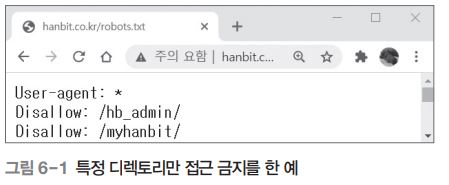 hanbit.co.kr/robots.txt
주의 요함 | hanbit.c...
User-agent: *
Disallow: /hb_admin/
Disallow: /myhanbit/
그림 6-1 특정 디렉토리만 접근 금지를 한 예